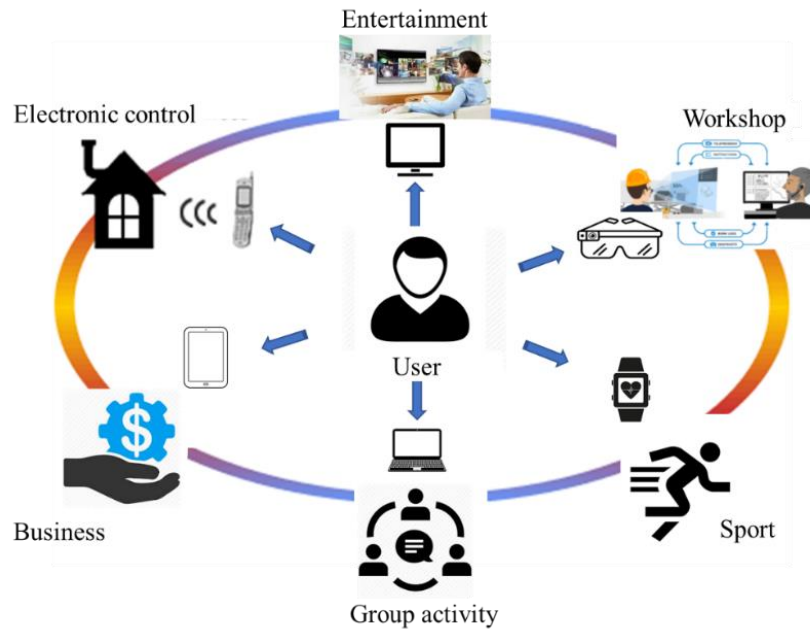 Entertainment
Electronic control
Workshop
$
User
Business
Sport
Group activity